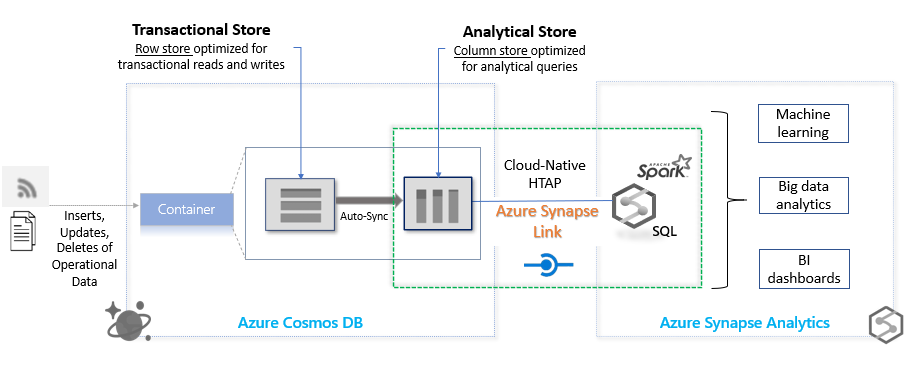 Transactional Store
Row store optimized for
transactional reads and writes
Analytical Store
Column store optimized
for analytical queries
Container
Auto-Sync
Inserts,
Updates,
Deletes of
Operational
Data
Cloud-Native
HTAP
Azure Synapse
Link
APACHE
Spark
SQL
Machine
learning
Big data
analytics
BI
dashboards
Azure Cosmos DB
Azure Synapse Analytics